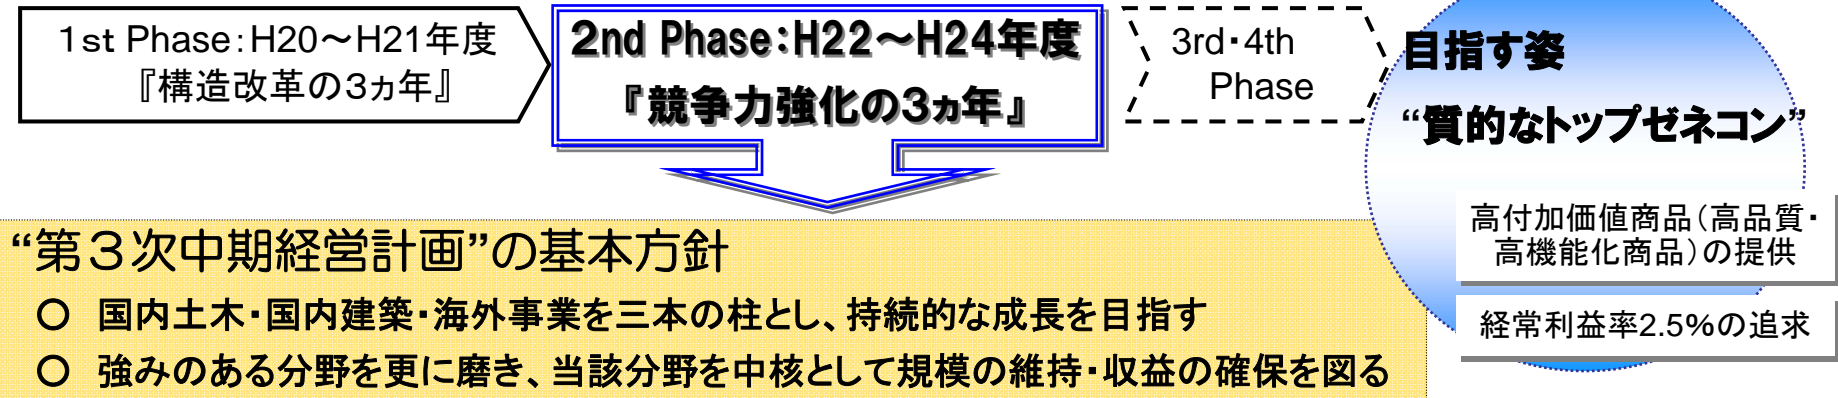 1st Phase:H20～H21年度
『構造改革の3ヵ年』
2nd Phase:H22～H24年度
『競争力強化の3ヵ年』
3rd・4th
Phase
目指す姿
“質的なトップゼネコン”
高付加価値商品(高品質・
高機能化商品)の提供
経常利益率2.5%の追求
“第3次中期経営計画”の基本方針
○ 国内土木・国内建築・海外事業を三本の柱とし、持続的な成長を目指す
○ 強みのある分野を更に磨き、当該分野を中核として規模の維持・収益の確保を図る